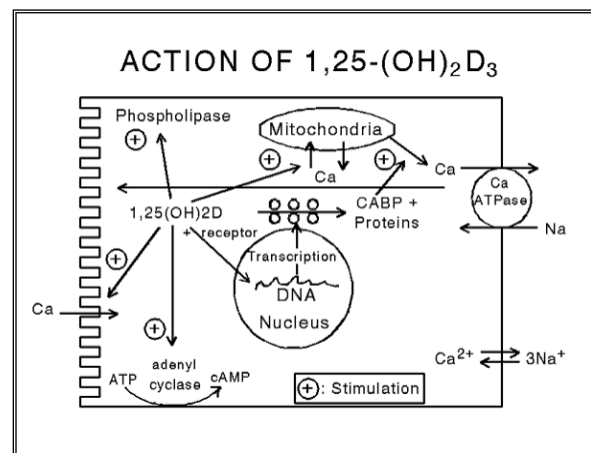 ACTION OF 1,25-(OH)₂D₃
Phospholipase
Mitochondria
+
+
+
Ca
Ca
Ca
ATPase
1,25(OH)2D
+ receptor
CABP +
Proteins
Na
Transcription
DNA
Nucleus
+
Ca
+
Ca²⁺
3Na⁺
ATP
adenyl
cyclase
cAMP
+: Stimulation